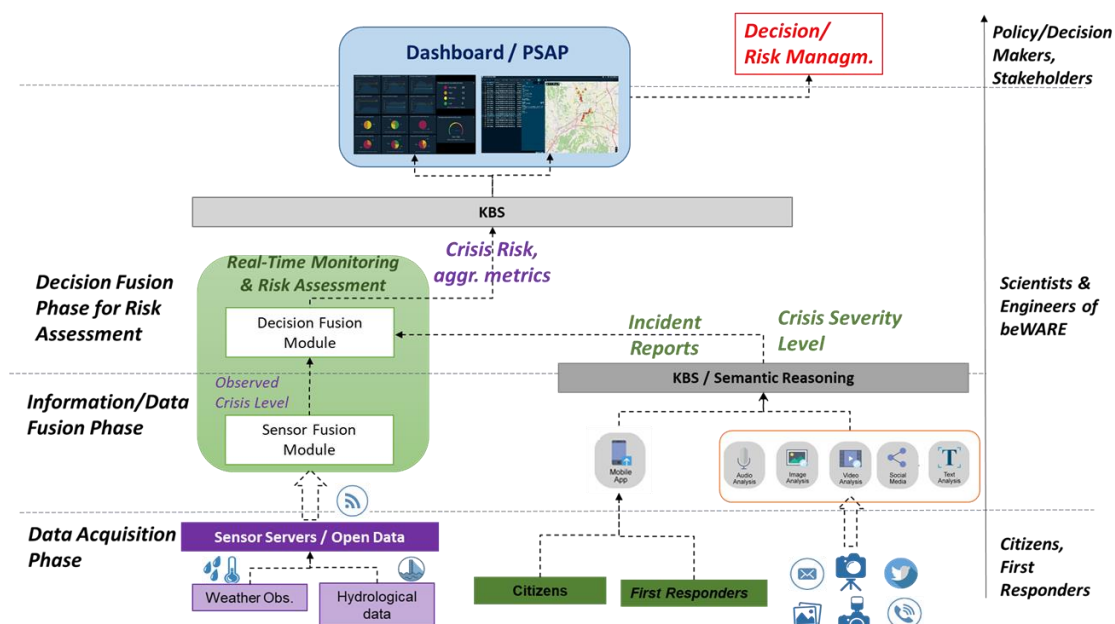 Policy/Decision
Makers,
Stakeholders
Decision/
Risk Managm.
Dashboard / PSAP
KBS
Crisis Risk,
aggr. metrics
Real-Time Monitoring
& Risk Assessment
Decision Fusion
Phase for Risk
Assessment
Decision Fusion
Module
Incident
Reports
Crisis Severity
Level
Scientists &
Engineers of
beWARE
KBS / Semantic Reasoning
Observed
Crisis Level
Information/Data
Fusion Phase
Sensor Fusion
Module
Mobile
App
Audio
Analysis
Image
Analysis
Video
Analysis
Social
Media
Text
Analysis
Data Acquisition
Phase
Sensor Servers / Open Data
Weather Obs.
Hydrological
data
Citizens
First Responders
Citizens,
First
Responders